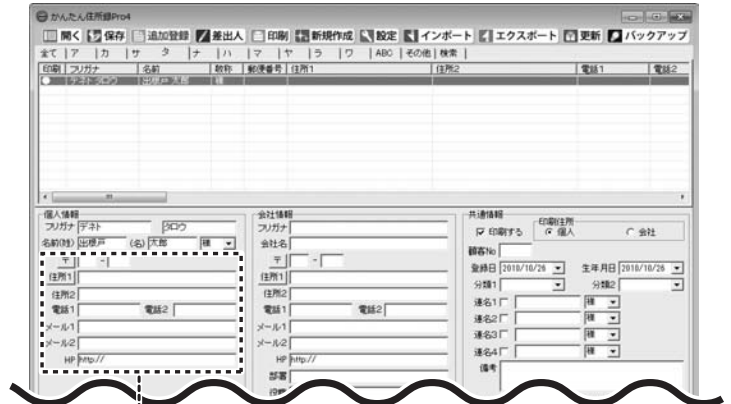 かんたん住所録Pro4
開く 保存 追加登録 差出人 印刷 新規作成 設定 インポート エクスポート 更新 バックアップ
全て ア カ サ タ ナ ハ マ ヤ ラ ワ ABC その他 検索
印刷 フリガナ 名前 敬称 郵便番号 住所1 住所2 電話1 電話2
デネト タロウ 出根戸 太郎 様
個人情報
フリガナ デネト タロウ
名前(姓) 出根戸 (名) 太郎 様
〒 -
住所1
住所2
電話1 電話2
メール1
メール2
HP http://
会社情報
フリガナ
会社名
〒 -
住所1
住所2
電話1 電話2
メール1
メール2
HP http://
部署
役職
共通情報
印刷住所
印刷する 個人 会社
顧客No
登録日 2010/10/26 生年月日 2010/10/26
分類1 分類2
連名1 様
連名2 様
連名3 様
連名4 様
備考